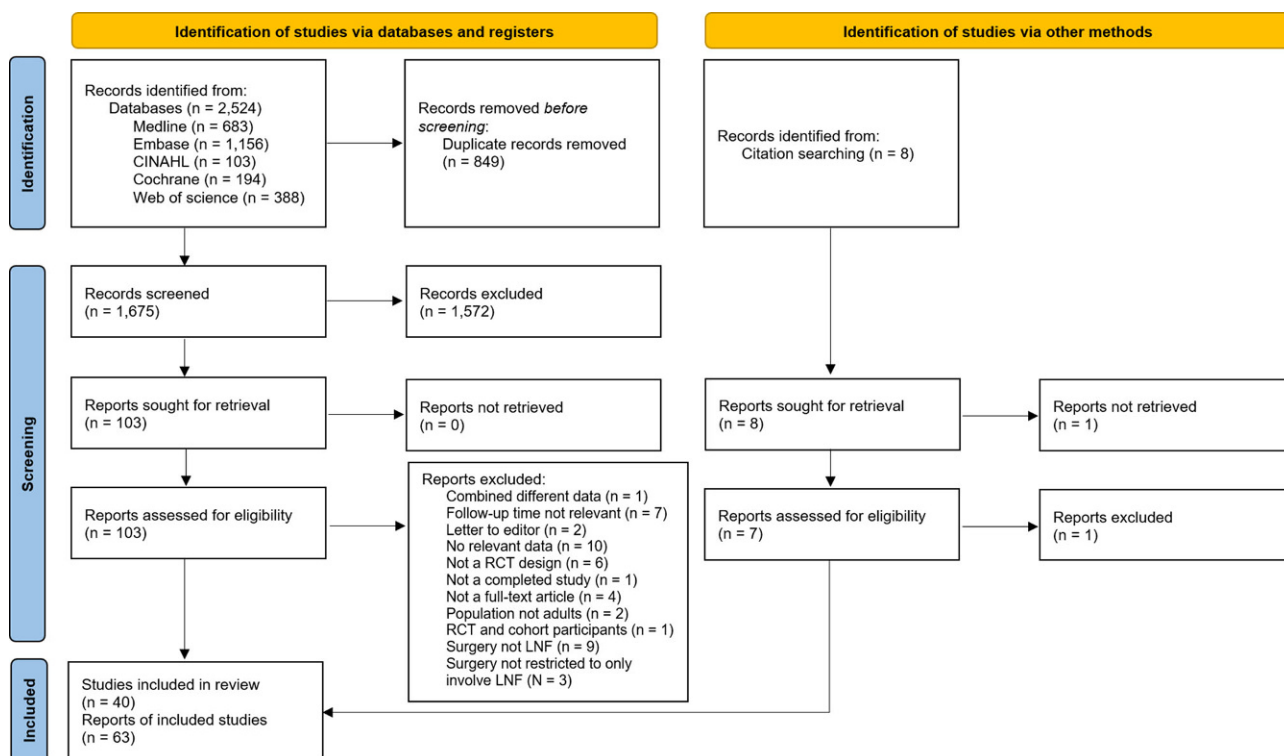 Identification of studies via databases and registers
Identification of studies via other methods
Identification
Records identified from:
Databases (n = 2,524)
Medline (n = 683)
Embase (n = 1,156)
CINAHL (n = 103)
Cochrane (n = 194)
Web of science (n = 388)
Records removed before
screening:
Duplicate records removed
(n = 849)
Records identified from:
Citation searching (n = 8)
Screening
Records screened
(n = 1,675)
Records excluded
(n = 1,572)
Reports sought for retrieval
(n = 103)
Reports not retrieved
(n = 0)
Reports sought for retrieval
(n = 8)
Reports not retrieved
(n = 1)
Reports assessed for eligibility
(n = 103)
Reports excluded:
Combined different data (n = 1)
Follow-up time not relevant (n = 7)
Letter to editor (n = 2)
No relevant data (n = 10)
Not a RCT design (n = 6)
Not a completed study (n = 1)
Not a full-text article (n = 4)
Population not adults (n = 2)
RCT and cohort participants (n = 1)
Surgery not LNF (n = 9)
Surgery not restricted to only
involve LNF (N = 3)
Reports assessed for eligibility
(n = 7)
Reports excluded
(n = 1)
Included
Studies included in review
(n = 40)
Reports of included studies
(n = 63)